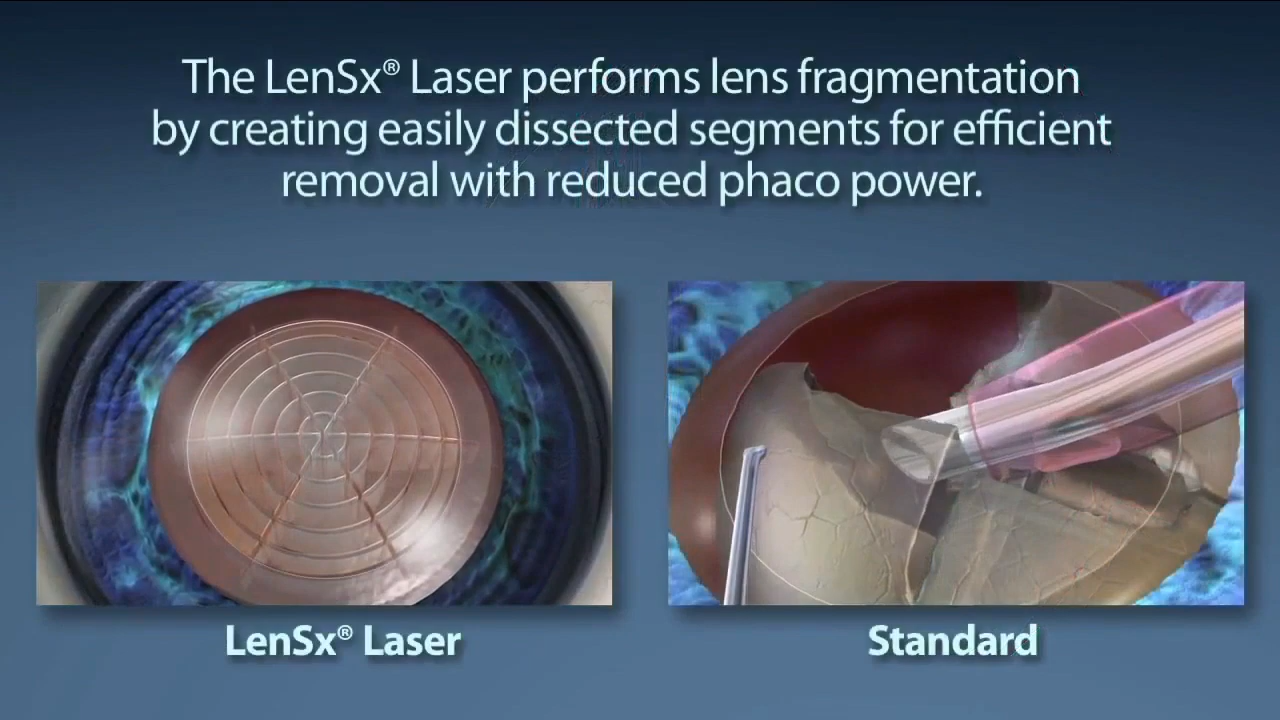 The LenSx® Laser performs lens fragmentation
by creating easily dissected segments for efficient
removal with reduced phaco power.
LenSx® Laser
Standard